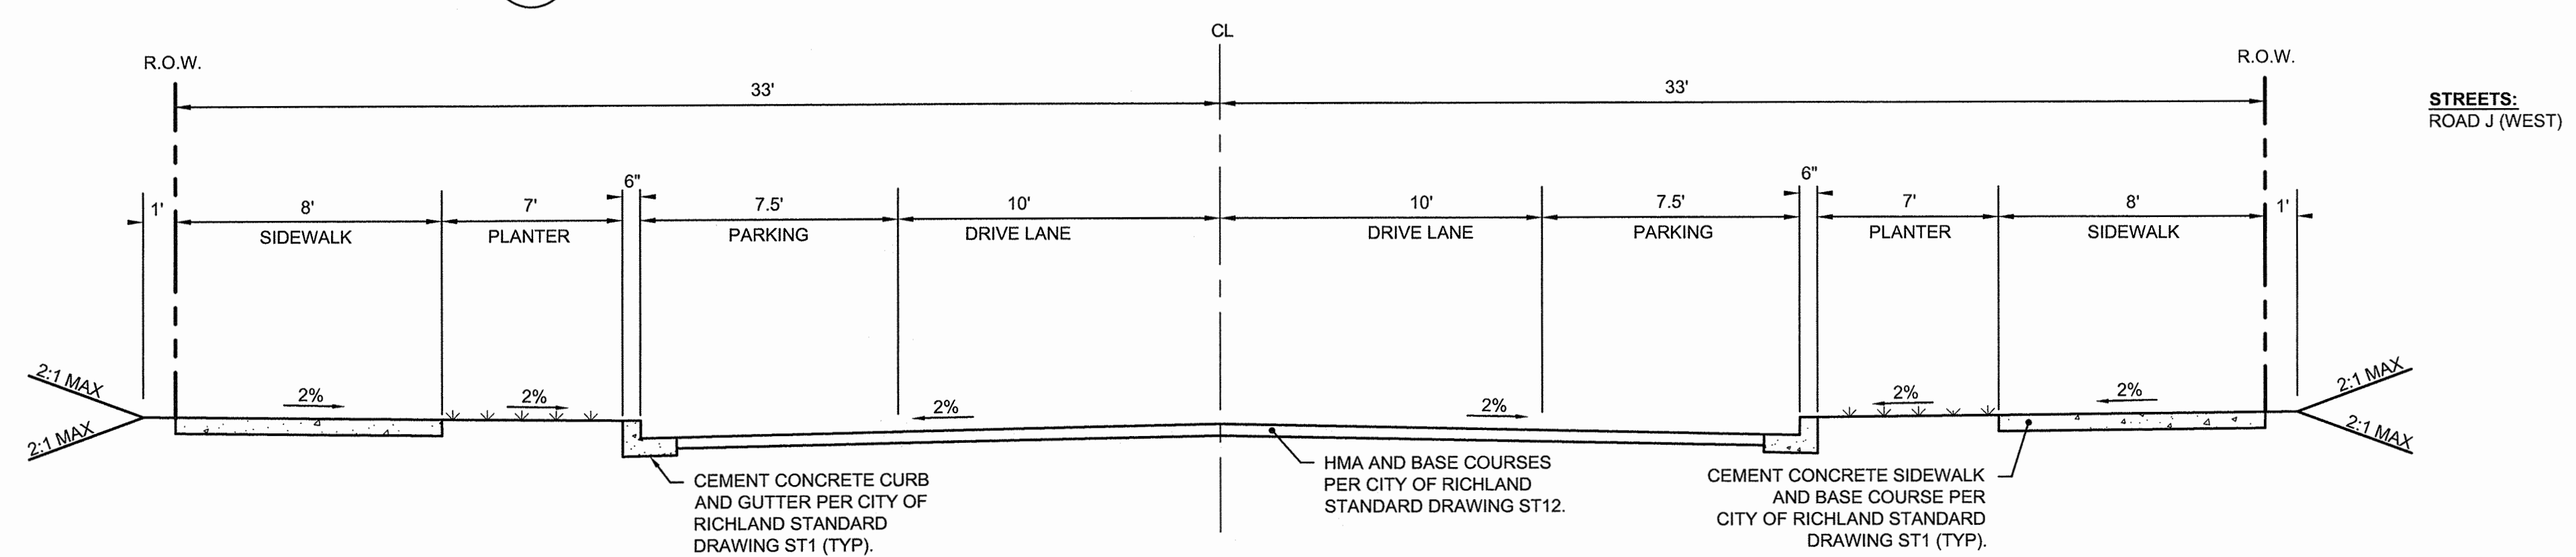 CL
R.O.W.
R.O.W.
33'
33'
STREETS:
ROAD J (WEST)
6"
6"
1'
8'
7'
7.5'
10'
10'
7.5'
7'
8'
1'
SIDEWALK
PLANTER
PARKING
DRIVE LANE
DRIVE LANE
PARKING
PLANTER
SIDEWALK
2:1 MAX
2:1 MAX
2%
2%
2%
2%
2%
2%
2:1 MAX
2:1 MAX
CEMENT CONCRETE CURB
AND GUTTER PER CITY OF
RICHLAND STANDARD
DRAWING ST1 (TYP).
HMA AND BASE COURSES
PER CITY OF RICHLAND
STANDARD DRAWING ST12.
CEMENT CONCRETE SIDEWALK
AND BASE COURSE PER
CITY OF RICHLAND STANDARD
DRAWING ST1 (TYP).